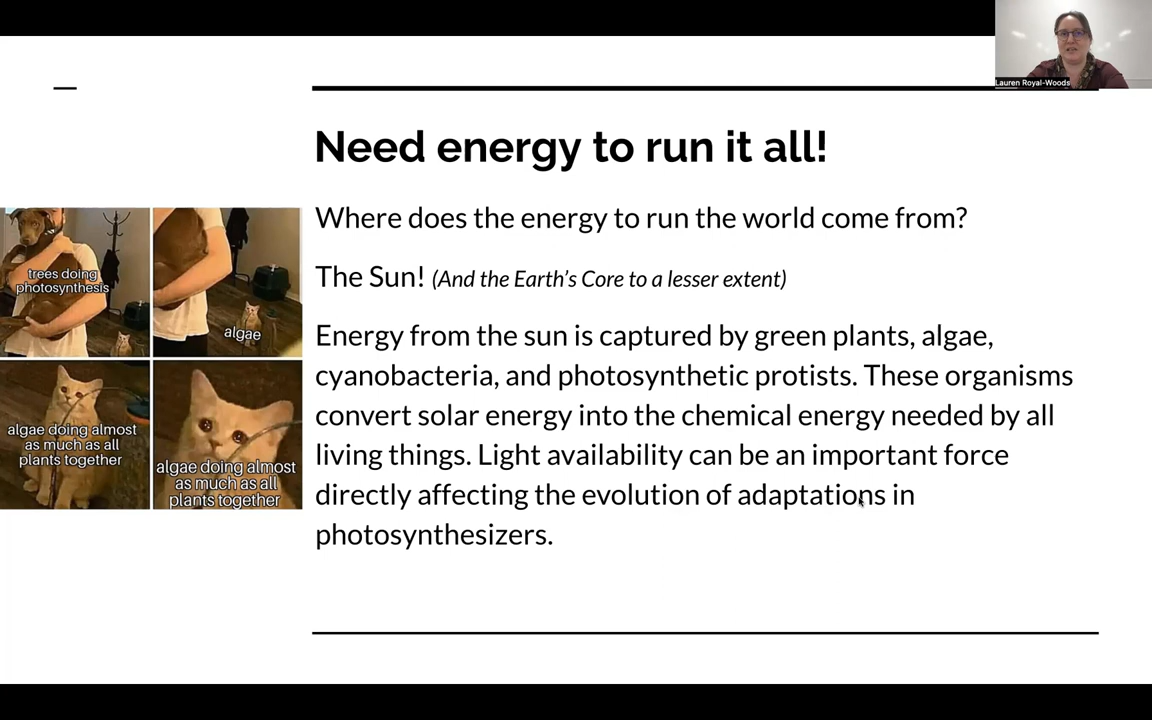 Lauren Royal-Woods
Need energy to run it all!
Where does the energy to run the world come from?
The Sun! (And the Earth’s Core to a lesser extent)
Energy from the sun is captured by green plants, algae,
cyanobacteria, and photosynthetic protists. These organisms
convert solar energy into the chemical energy needed by all
living things. Light availability can be an important force
directly affecting the evolution of adaptations in
photosynthesizers.
trees doing
photosynthesis
algae
algae doing almost
as much as all
plants together
algae doing almost
as much as all
plants together